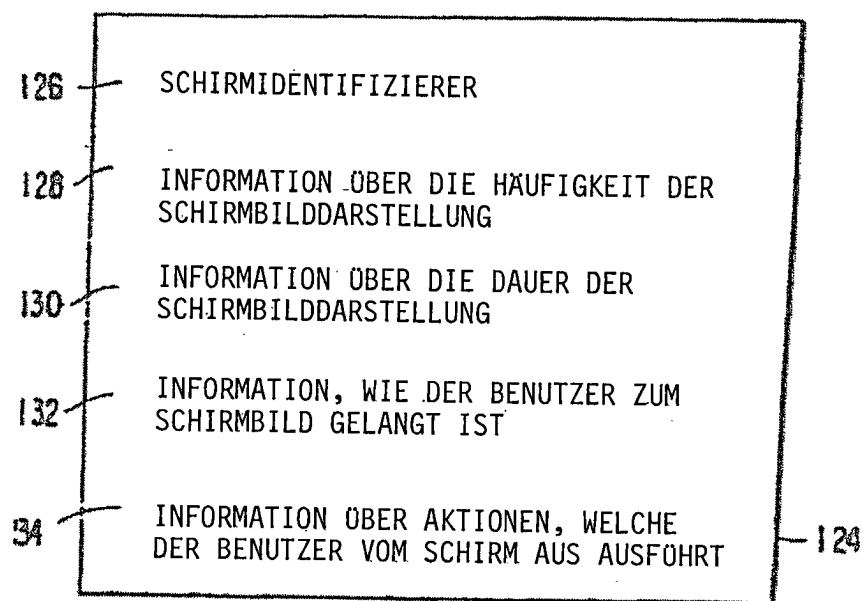 126 SCHIRMIDENTIFIZIERER
128 INFORMATION ÜBER DIE HÄUFIGKEIT DER
SCHIRMBILDDARSTELLUNG
130 INFORMATION ÜBER DIE DAUER DER
SCHIRMBILDDARSTELLUNG
132 INFORMATION, WIE DER BENUTZER ZUM
SCHIRMBILD GELANGT IST
34 INFORMATION ÜBER AKTIONEN, WELCHE
DER BENUTZER VOM SCHIRM AUS AUSFÜHRT 124